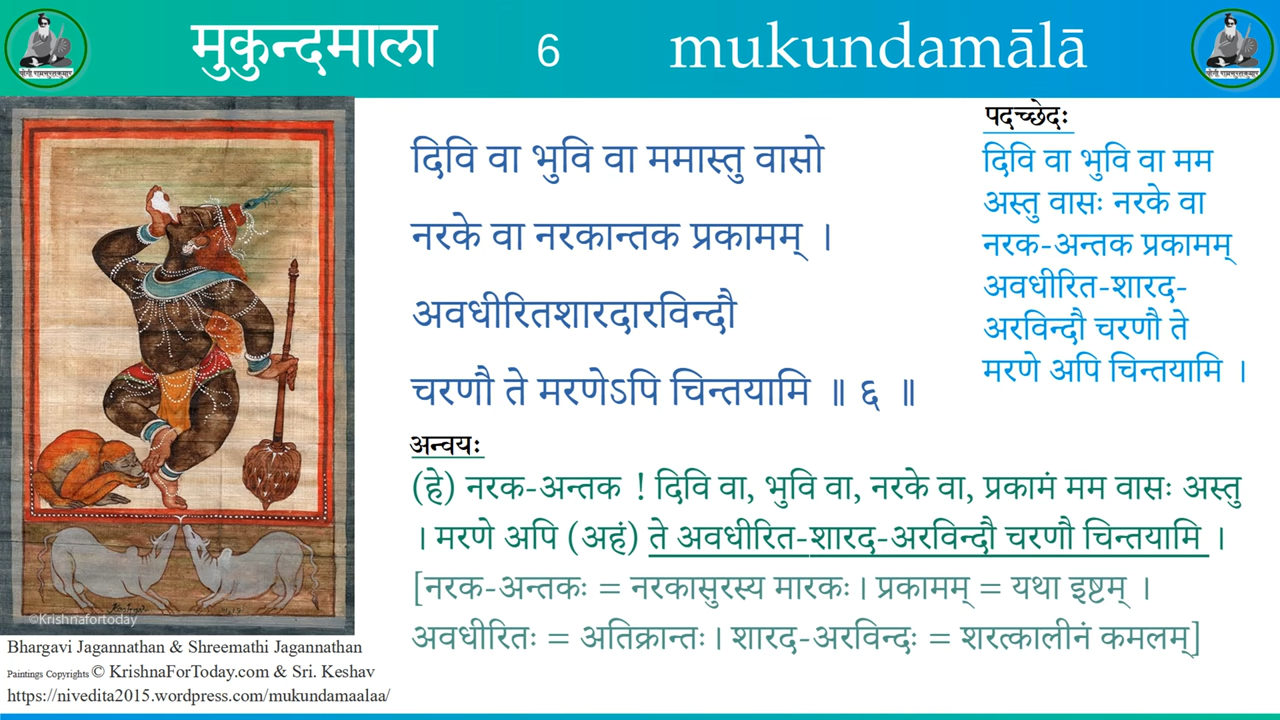 योगी रामसुरतकुमार
मुकुन्दमाला 6 mukundamālā
योगी रामसुरतकुमार
दिवि वा भुवि वा ममास्तु वासो
नरके वा नरकान्तक प्रकामम् ।
अवधीरितशारदारविन्दौ
चरणौ ते मरणेऽपि चिन्तयामि ॥ ६ ॥
पदच्छेदः
दिवि वा भुवि वा मम
अस्तु वासः नरके वा
नरक-अन्तक प्रकामम्
अवधीरित-शारद-
अरविन्दौ चरणौ ते
मरणे अपि चिन्तयामि ।
अन्वयः
(हे) नरक-अन्तक ! दिवि वा, भुवि वा, नरके वा, प्रकामं मम वासः अस्तु
। मरणे अपि (अहं) ते अवधीरित-शारद-अरविन्दौ चरणौ चिन्तयामि ।
[नरक-अन्तकः = नरकासुरस्य मारकः। प्रकामम् = यथा इष्टम् ।
अवधीरितः = अतिक्रान्तः। शारद-अरविन्दः = शरत्कालीनं कमलम्]
©Krishnafortoday
Bhargavi Jagannathan & Shreemathi Jagannathan
Paintings Copyrights © KrishnaForToday.com & Sri. Keshav
https://nivedita2015.wordpress.com/mukundamaalaa/